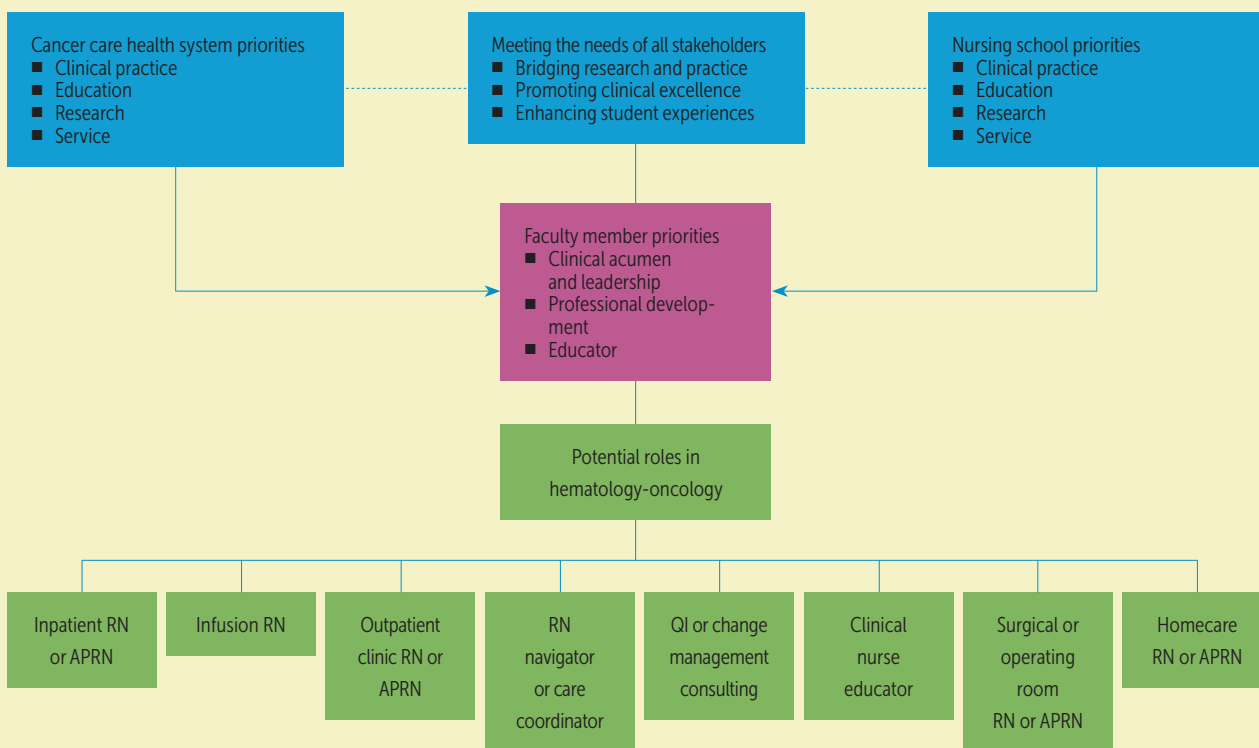 Cancer care health system priorities
■ Clinical practice
■ Education
■ Research
■ Service
Meeting the needs of all stakeholders
■ Bridging research and practice
■ Promoting clinical excellence
■ Enhancing student experiences
Nursing school priorities
■ Clinical practice
■ Education
■ Research
■ Service
Faculty member priorities
■ Clinical acumen
and leadership
■ Professional develop-
ment
■ Educator
Potential roles in
hematology-oncology
Inpatient RN
or APRN
Infusion RN
Outpatient
clinic RN or
APRN
RN
navigator
or care
coordinator
QI or change
management
consulting
Clinical
nurse
educator
Surgical or
operating
room
RN or APRN
Homecare
RN or APRN